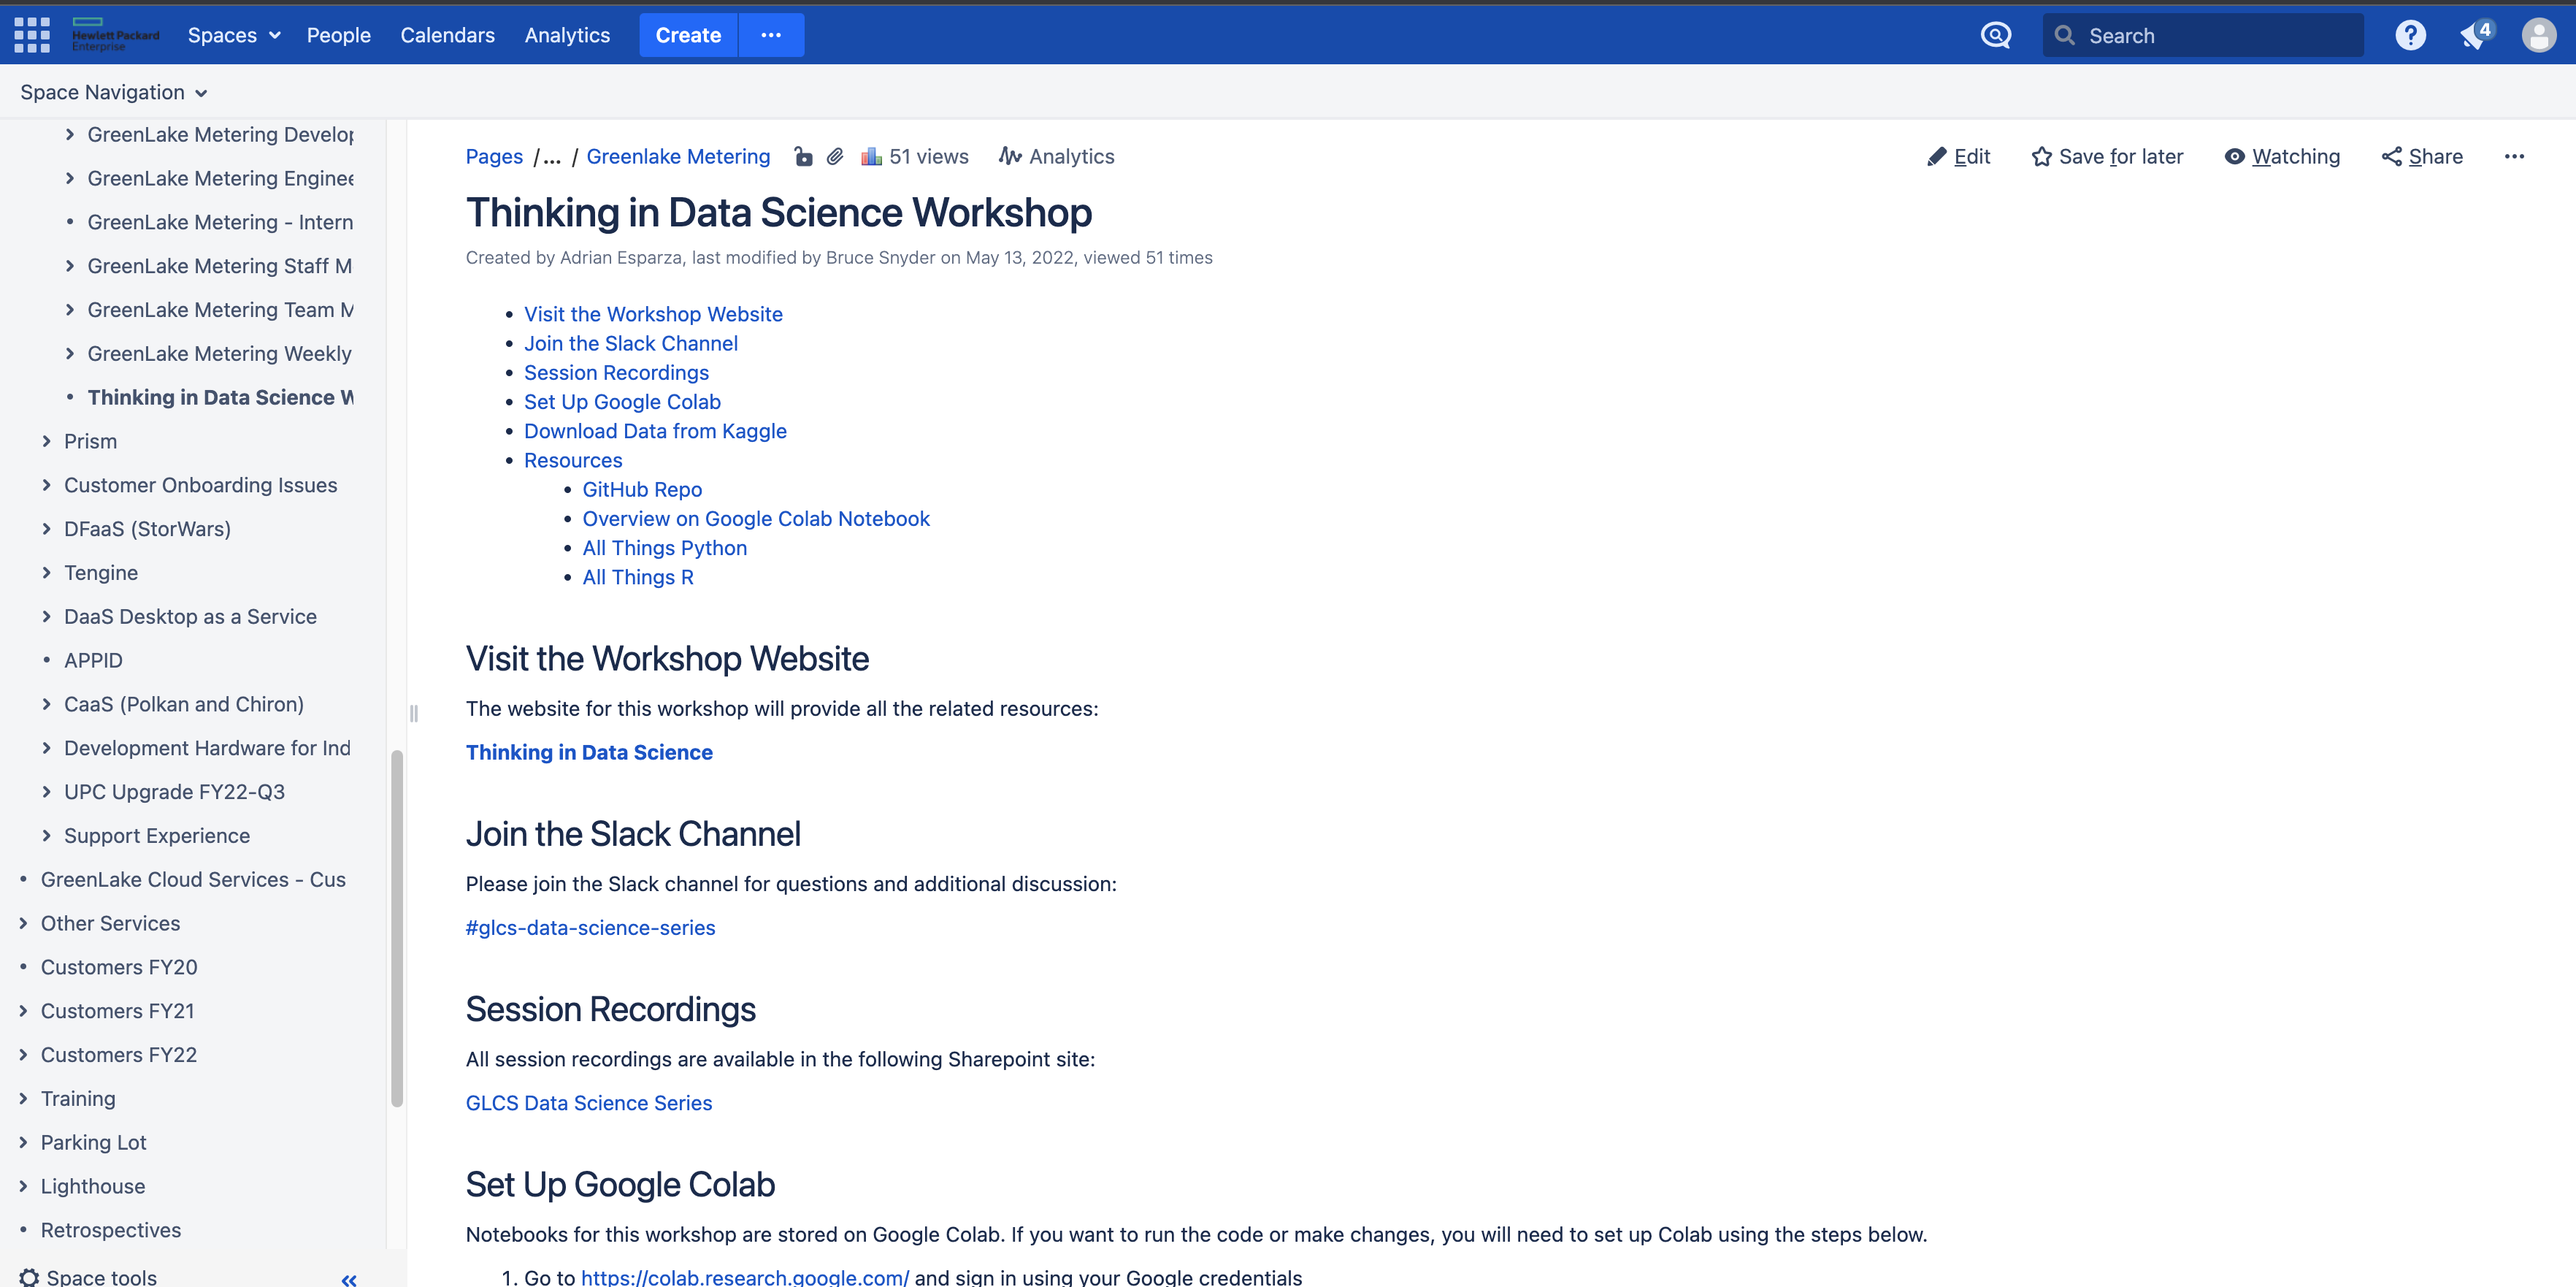 Hewlett Packard
Enterprise
Spaces People Calendars Analytics Create ··· Search 4
Space Navigation
GreenLake Metering Develop
GreenLake Metering Enginee
GreenLake Metering - Intern
GreenLake Metering Staff M
GreenLake Metering Team M
GreenLake Metering Weekly
Thinking in Data Science W
Prism
Customer Onboarding Issues
DFaaS (StorWars)
Tengine
DaaS Desktop as a Service
APPID
CaaS (Polkan and Chiron)
Development Hardware for Ind
UPC Upgrade FY22-Q3
Support Experience
GreenLake Cloud Services - Cus
Other Services
Customers FY20
Customers FY21
Customers FY22
Training
Parking Lot
Lighthouse
Retrospectives
Space tools
Pages /... / Greenlake Metering 51 views Analytics
Edit Save for later Watching Share ···
Thinking in Data Science Workshop
Created by Adrian Esparza, last modified by Bruce Snyder on May 13, 2022, viewed 51 times
• Visit the Workshop Website
• Join the Slack Channel
• Session Recordings
• Set Up Google Colab
• Download Data from Kaggle
• Resources
• GitHub Repo
• Overview on Google Colab Notebook
• All Things Python
• All Things R
Visit the Workshop Website
The website for this workshop will provide all the related resources:
Thinking in Data Science
Join the Slack Channel
Please join the Slack channel for questions and additional discussion:
#glcs-data-science-series
Session Recordings
All session recordings are available in the following Sharepoint site:
GLCS Data Science Series
Set Up Google Colab
Notebooks for this workshop are stored on Google Colab. If you want to run the code or make changes, you will need to set up Colab using the steps below.
1. Go to https://colab.research.google.com/ and sign in using your Google credentials